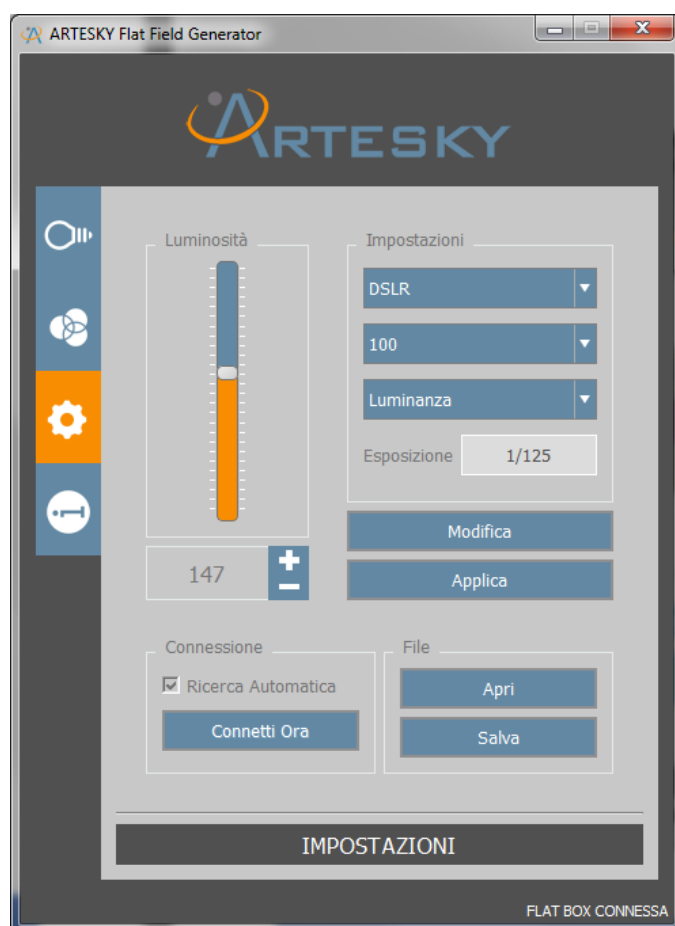 ARTESKY Flat Field Generator
ARTESKY
Luminosità
Impostazioni
DSLR
100
Luminanza
Esposizione 1/125
Modifica
147
Applica
Connessione
File
Ricerca Automatica
Apri
Connetti Ora
Salva
IMPOSTAZIONI
FLAT BOX CONNESSA